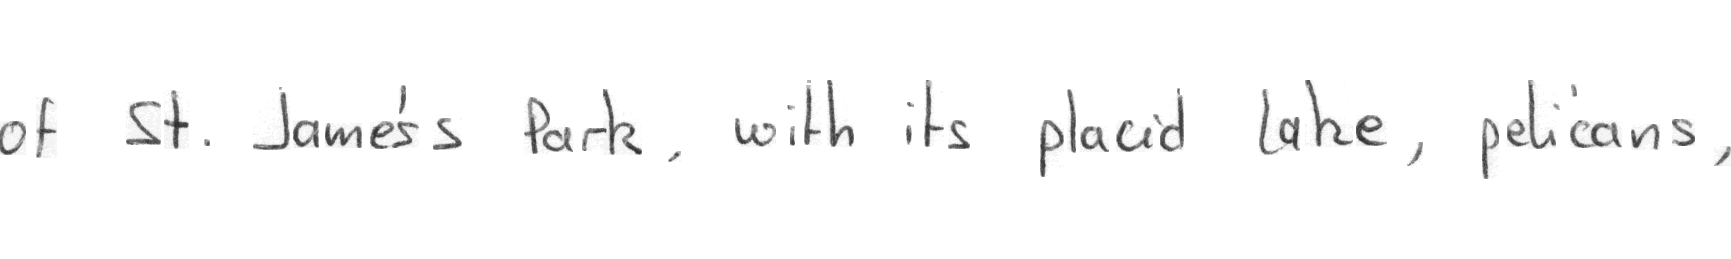 of St. James's Park, with its placid lake, pelicans,